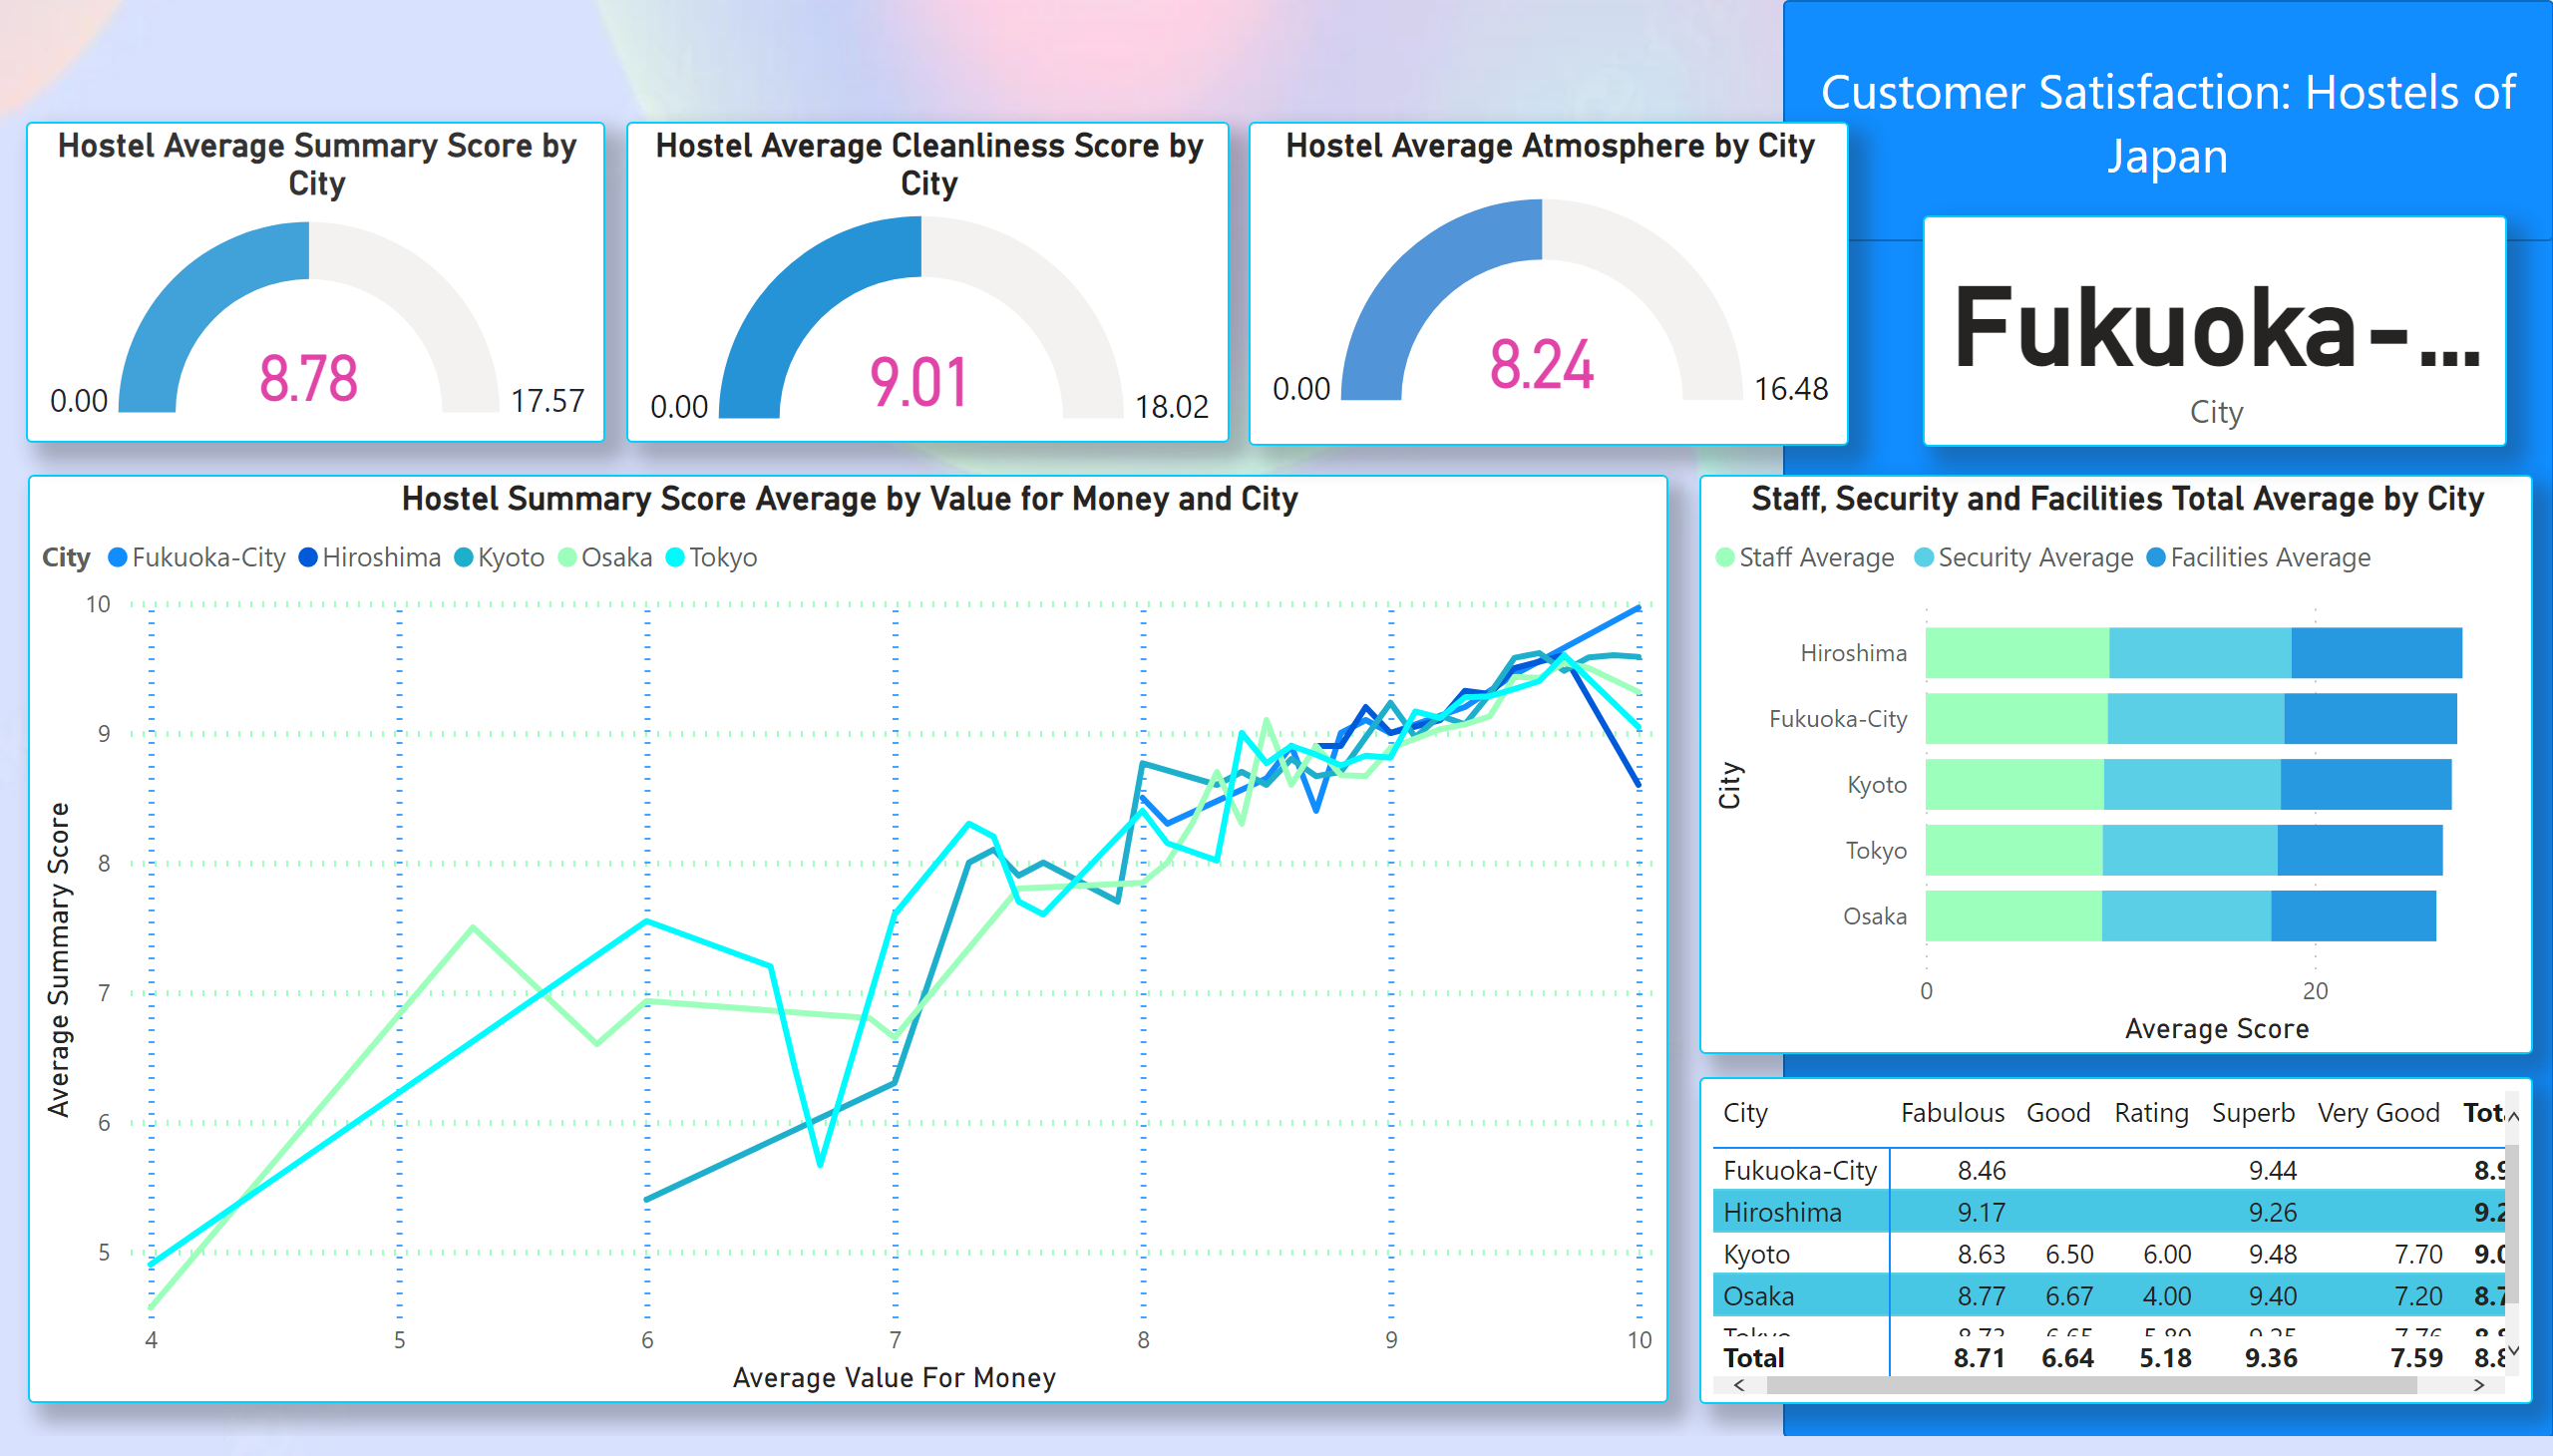 Customer Satisfaction: Hostels of
Japan
Hostel Average Summary Score by
City
8.78
0.00
17.57
Hostel Average Cleanliness Score by
City
9.01
0.00
18.02
Hostel Average Atmosphere by City
8.24
0.00
16.48
Fukuoka-...
City
Hostel Summary Score Average by Value for Money and City
City Fukuoka-City Hiroshima Kyoto Osaka Tokyo
Average Summary Score
10
9
8
7
6
5
4 5 6 7 8 9 10
Average Value For Money
Staff, Security and Facilities Total Average by City
Staff Average Security Average Facilities Average
City
Hiroshima
Fukuoka-City
Kyoto
Tokyo
Osaka
0 20
Average Score
City Fabulous Good Rating Superb Very Good
Fukuoka-City 8.46 9.44
Hiroshima 9.17 9.26
Kyoto 8.63 6.50 6.00 9.48 7.70
Osaka 8.77 6.67 4.00 9.40 7.20
Total 8.71 6.64 5.18 9.36 7.59